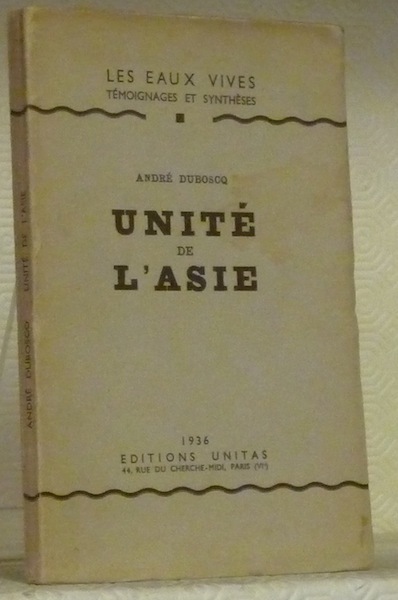 LES EAUX VIVES
TÉMOIGNAGES ET SYNTHÈSES
ANDRÉ DUBOSCQ
UNITÉ
DE
L'ASIE
1936
EDITIONS UNITAS
44, RUE DU CHERCHE-MIDI, PARIS (VIᵉ)
ANDRÉ DUBOSCQ UNITÉ DE L'ASIE